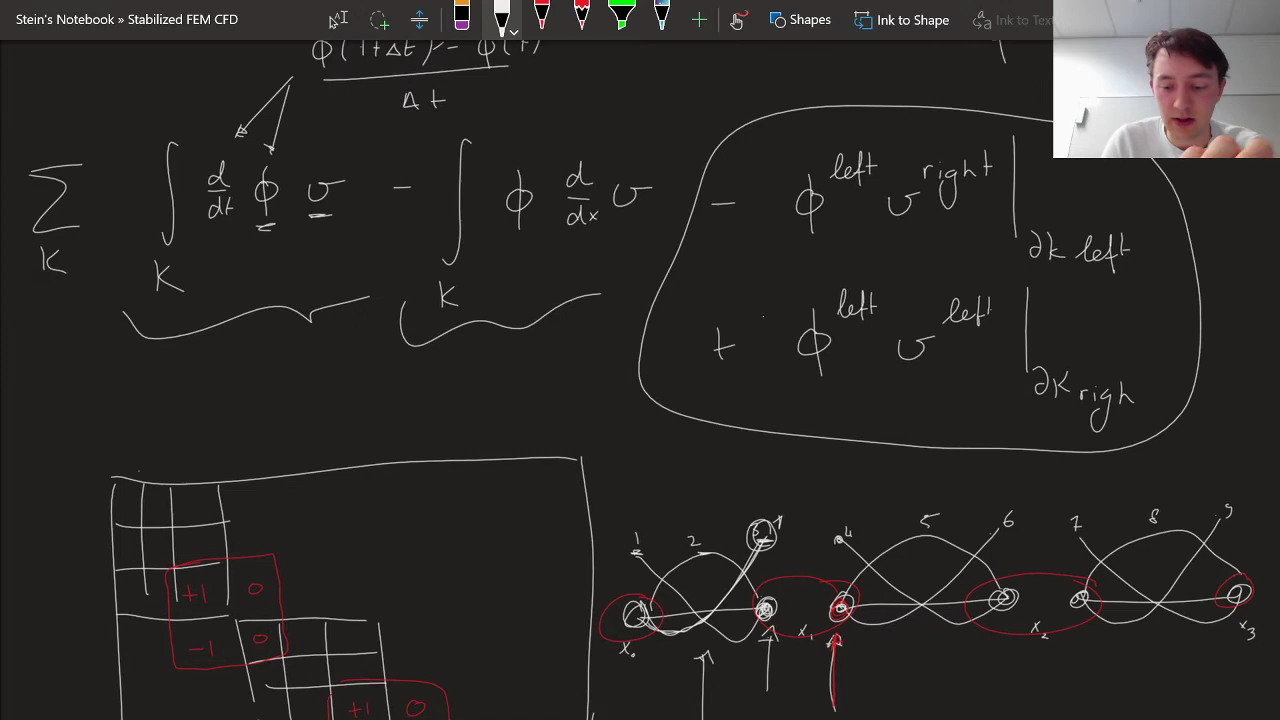 Stein's Notebook » Stabilized FEM CFD
Shapes
Ink to Shape
Ink to Text
ϕ(t+Δt) - ϕ(t)
Δt
∑ ∫ d/dt ϕ v - ∫ ϕ d/dx v - ϕ^left v^right |
K K K ∂K left
+ ϕ^left v^left |
∂K righ
1 2 3 4 5 6 7 8 9
x₀ x₁ x₂ x₃
+1 0
-1 0
+1 0